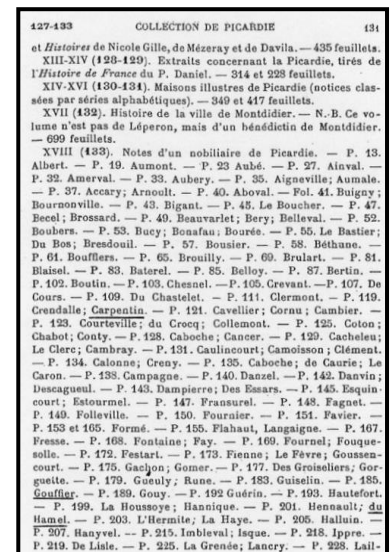 127-133 COLLECTION DE PICARDIE 131
et Histoires de Nicole Gille, de Mézeray et de Davila. — 435 feuillets.
XIII-XIV (128-129). Extraits concernant la Picardie, tirés de
l'Histoire de France du P. Daniel. — 314 et 228 feuillets.
XIV-XVI (130-131). Maisons illustres de Picardie (notices clas-
sées par séries alphabétiques). — 349 et 417 feuillets.
XVII (132). Histoire de la ville de Montdidier. — N.-B. Ce vo-
lume n'est pas de Léperon, mais d'un bénédictin de Montdidier.
— 699 feuillets.
XVIII (133). Notes d'un nobiliaire de Picardie. — P. 13.
Albert. — P. 19. Aumont. — P. 23 Aubé. — P. 27. Ainval. —
P. 32. Amerval. — P. 33. Aubery. — P. 35. Aigneville; Aumale.
— P. 37. Accary; Arnoult. — P. 40. Aboval. — Fol. 41. Buigny;
Bournonville. — P. 43. Bigant. — P. 45. Le Boucher. — P. 47.
Becel; Brossard. — P. 49. Beauvarlet; Bery; Belleval. — P. 52.
Boubers. — P. 53. Bucy; Bonafau; Bourée. — P. 55. Le Bastier;
Du Bos; Bresdouil. — P. 57. Bousier. — P. 58. Béthune. —
P. 61. Boufflers. — P. 65. Brouilly. — P. 69. Brulart. — P. 81.
Blaisel. — P. 83. Baterel. — P. 85. Belloy. — P. 87. Bertin. —
P. 102. Boutin. — P. 103. Chesnel. — P. 105. Crevant. — P. 107. De
Cours. — P. 109. Du Chastelet. — P. 111. Clermont. — P. 119.
Crendalle; Carpentin. — P. 121. Cavellier; Cornu; Cambier. —
P. 123. Courteville; du Crocq; Collemont. — P. 125. Coton;
Chabot; Conty. — P. 128. Caboche; Cancer. — P. 129. Cacheleu;
Le Clerc; Cambray. — P. 131. Caulincourt; Camoisson; Clément.
— P. 134. Calonne; Creny. — P. 135. Caboche; de Caurie; Le
Caron. — P. 138. Campagne. — P. 140. Danzel. — P. 142. Danvin;
Descagueul. — P. 143. Dampierre; Des Essars. — P. 145. Esquin-
court; Estourmel. — P. 147. Fransurel. — P. 148. Fagnet. —
P. 149. Folleville. — P. 150. Fournier. — P. 151. Favier. —
P. 153 et 165. Formé. — P. 155. Flahaut, Langaigne. — P. 167.
Fresse. — P. 168. Fontaine; Fay. — P. 169. Fournel; Fouque-
solle. — P. 172. Festart. — P. 173. Fienne; Le Fèvre; Goussen-
court. — P. 175. Gachon; Gomer. — P. 177. Des Groiseliers; Gor-
guette. — P. 179. Gueuly; Rune. — P. 183. Guiselin. — P. 185.
Gouffier. — P. 189. Gouy. — P. 192 Guérin. — P. 193. Hautefort.
— P. 199. La Houssoye; Hannique. — P. 201. Hennault; du
Hamel. — P. 203. L'Hermite; La Haye. — P. 205. Halluin. —
P. 207. Hanyvel. — P. 215. Imbleval; Isque. — P. 218. Ippre. —
P. 219. De Lisle. — P. 225. La Grenée; Lancry. — P. 228. Lail-